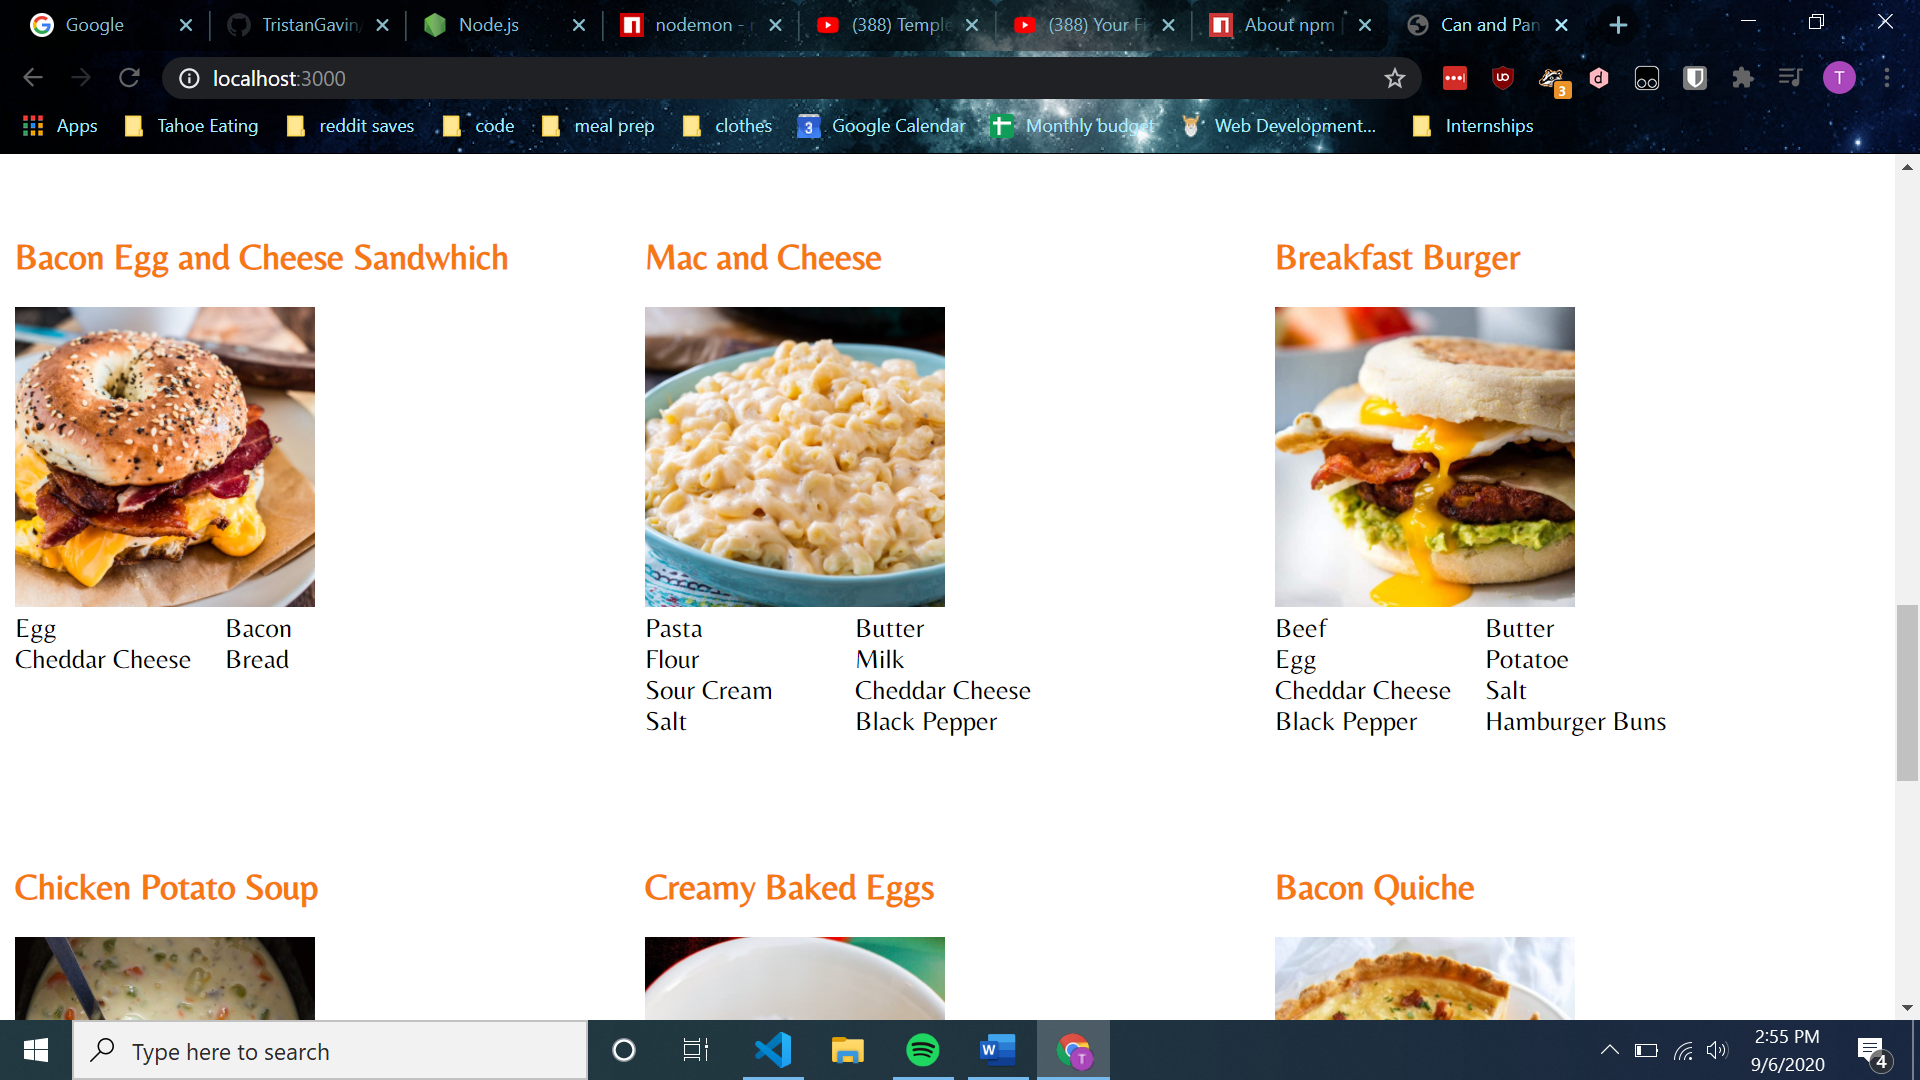 Google
TristanGavin
Node.js
nodemon -
(388) Temple
(388) Your Fi
About npm
Can and Pan
localhost:3000
3
T
Apps
Tahoe Eating
reddit saves
code
meal prep
clothes
3
Google Calendar
Monthly budget
Web Development...
Internships
Bacon Egg and Cheese Sandwhich
Mac and Cheese
Breakfast Burger
Egg
Bacon
Cheddar Cheese
Bread
Pasta
Butter
Flour
Milk
Sour Cream
Cheddar Cheese
Salt
Black Pepper
Beef
Butter
Egg
Potatoe
Cheddar Cheese
Salt
Black Pepper
Hamburger Buns
Chicken Potato Soup
Creamy Baked Eggs
Bacon Quiche
Type here to search
W
T
2:55 PM
9/6/2020
4